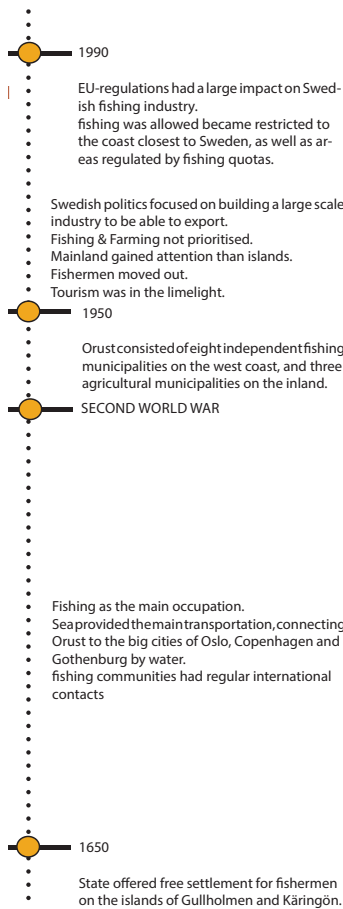 1990
EU-regulations had a large impact on Swed-
ish fishing industry.
fishing was allowed became restricted to
the coast closest to Sweden, as well as ar-
eas regulated by fishing quotas.
Swedish politics focused on building a large scale
industry to be able to export.
Fishing & Farming not prioritised.
Mainland gained attention than islands.
Fishermen moved out.
Tourism was in the limelight.
1950
Orust consisted of eight independent fishing
municipalities on the west coast, and three
agricultural municipalities on the inland.
SECOND WORLD WAR
Fishing as the main occupation.
Sea provided the main transportation, connecting
Orust to the big cities of Oslo, Copenhagen and
Gothenburg by water.
fishing communities had regular international
contacts
1650
State offered free settlement for fishermen
on the islands of Gullholmen and Käringön.